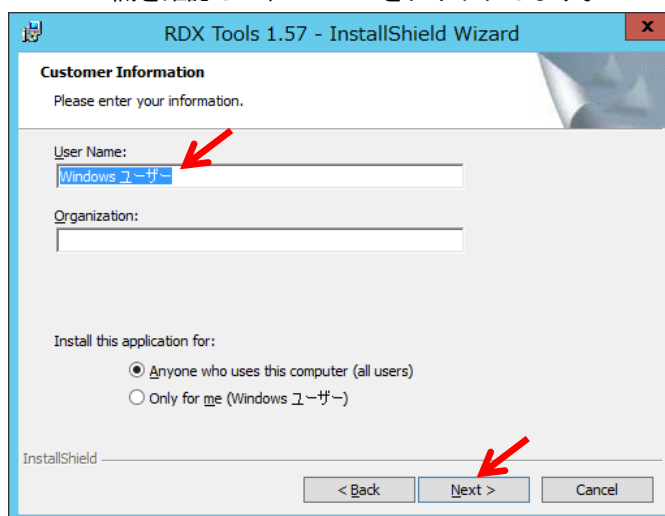 RDX Tools 1.57 - InstallShield Wizard
x
Customer Information
Please enter your information.
User Name:
Windows ユーザー
Organization:
Install this application for:
Anyone who uses this computer (all users)
Only for me (Windows ユーザー)
InstallShield
< Back Next > Cancel